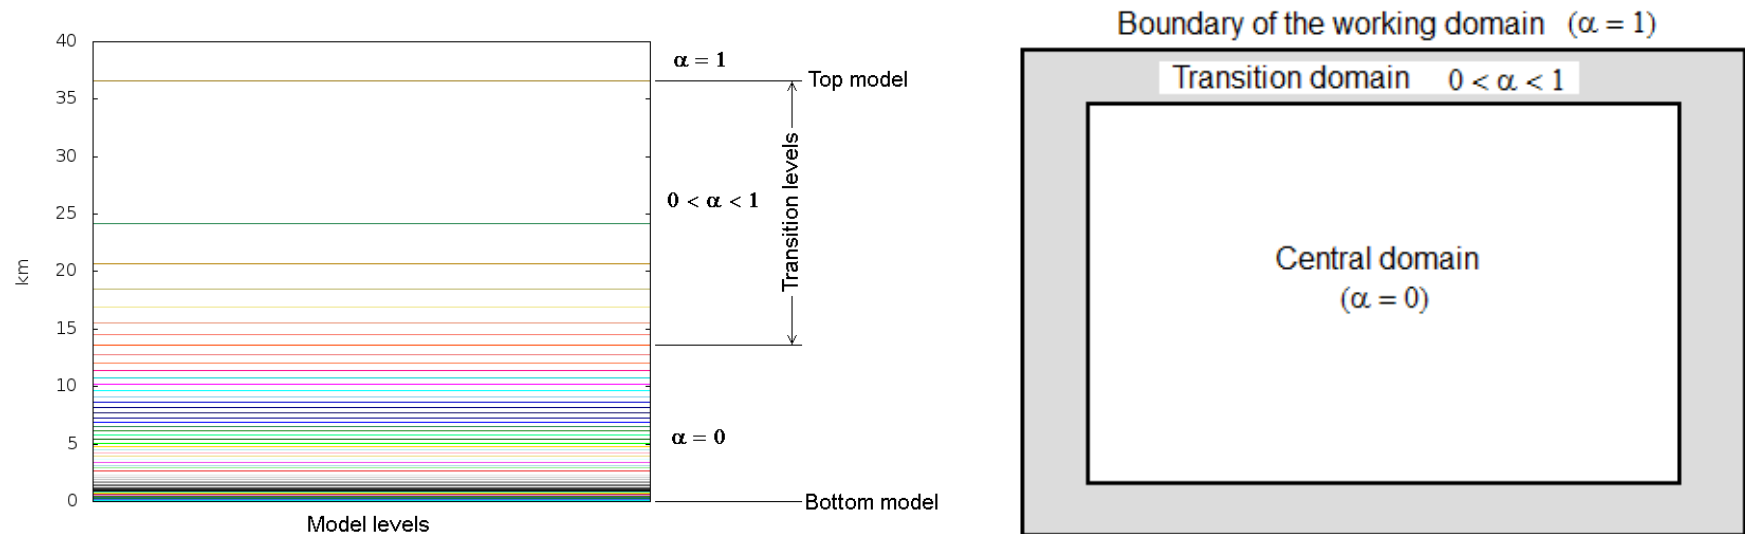 40
35
30
25
20
15
10
5
0
km
Model levels
α = 1
Top model
0 < α < 1
Transition levels
α = 0
Bottom model
Boundary of the working domain (α = 1)
Transition domain 0 < α < 1
Central domain
(α = 0)